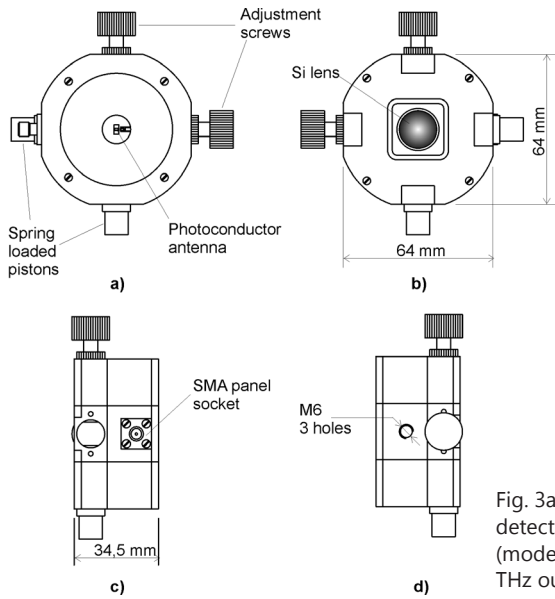 Adjustment
screws
Spring
loaded
pistons
Photoconductor
antenna
a)
Si lens
64 mm
64 mm
b)
SMA panel
socket
34,5 mm
c)
M6
3 holes
d)
Fig. 3a
detect
(mode
THz ou